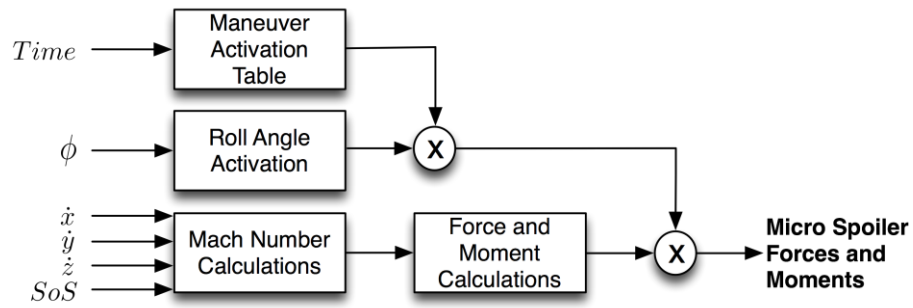 Time
Maneuver
Activation
Table
ϕ
Roll Angle
Activation
X
ẋ
ẏ
ż
SoS
Mach Number
Calculations
Force and
Moment
Calculations
X
Micro Spoiler
Forces and
Moments